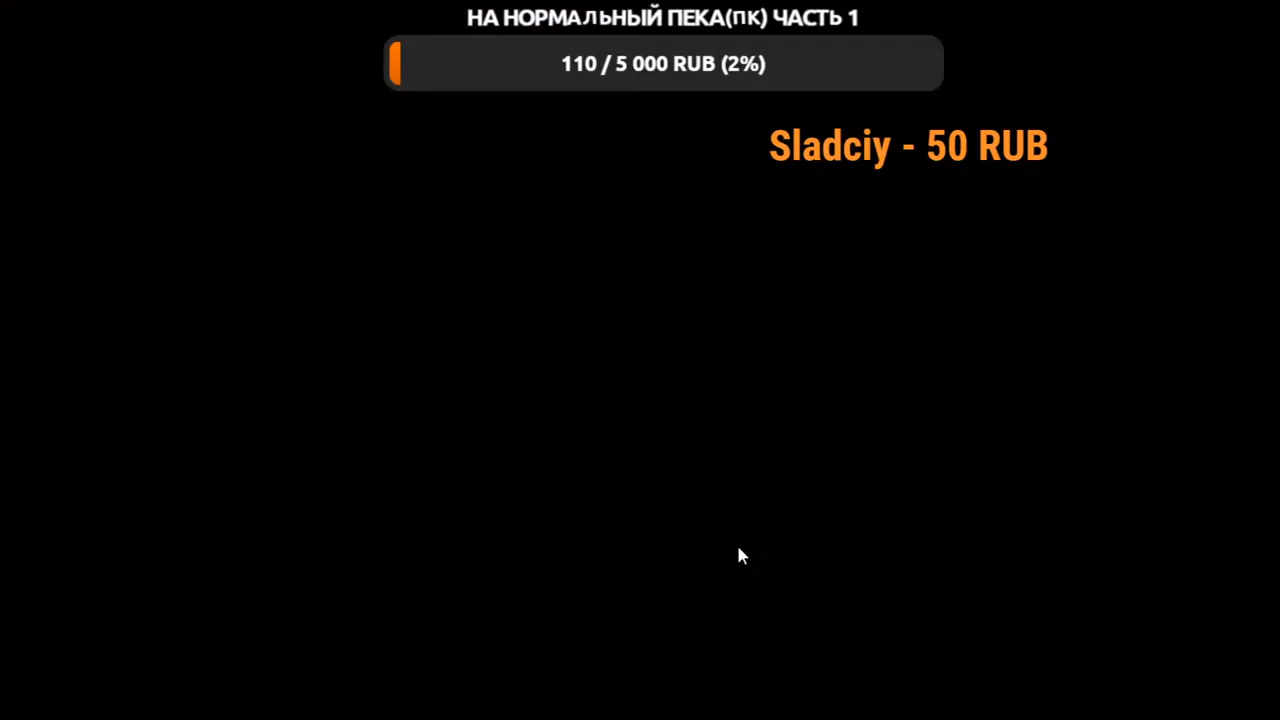 НА НОРМАЛЬНЫЙ ПЕКА(ПК) ЧАСТЬ 1
110 / 5 000 RUB (2%)
Sladciy - 50 RUB